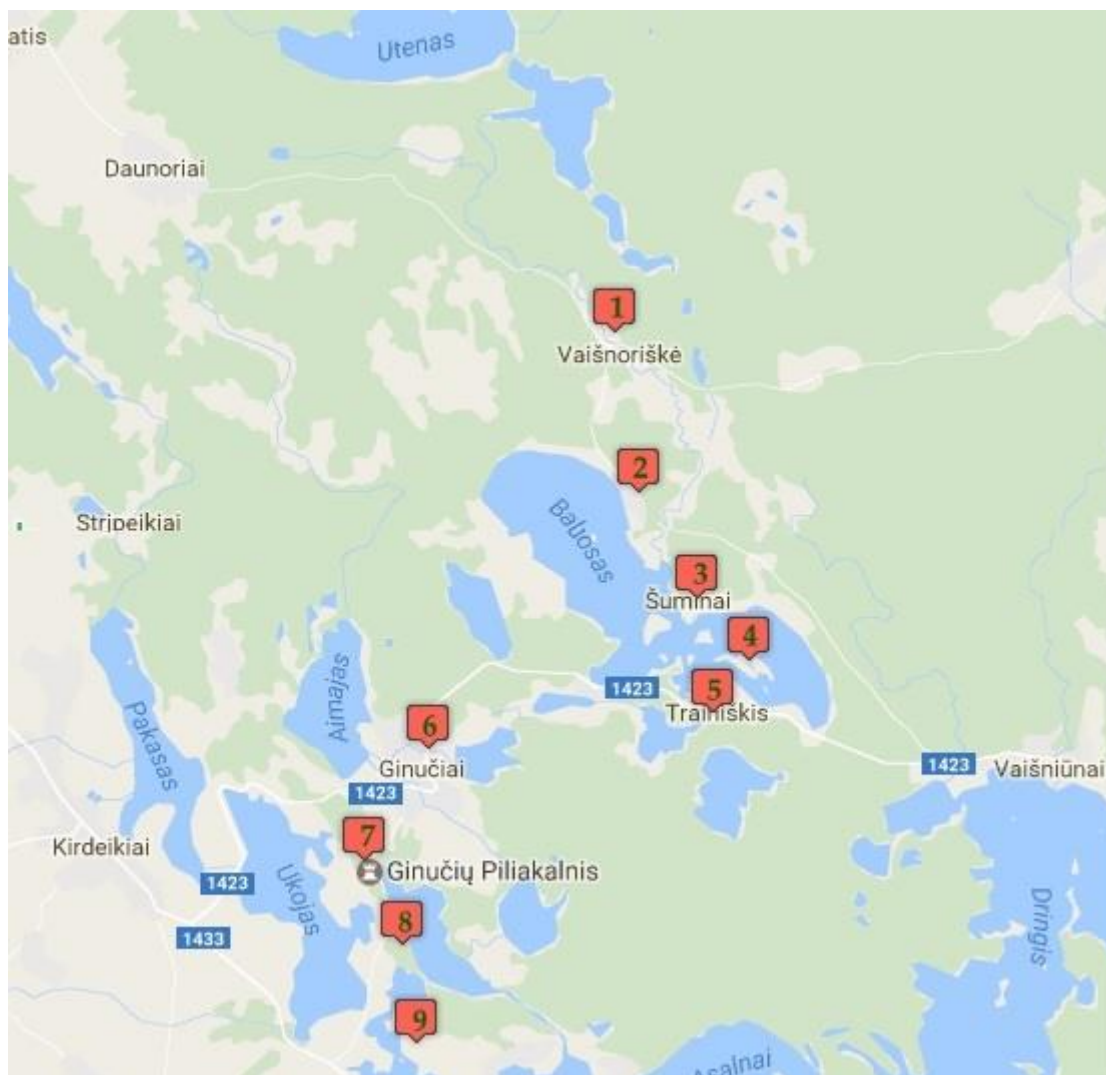 atis
Utenas
Daunoriai
1
Vaišnoriškė
2
Baluosas
Stripeikiai
3
Šuminai
4
Aimajas
1423
5
Trainiškis
Pakasas
6
Ginučiai
1423
Vaišniūnai
1423
7
Kirdeikiai
Ginučių Piliakalnis
1423
Ukojas
8
Dringis
1433
9
Asalnai